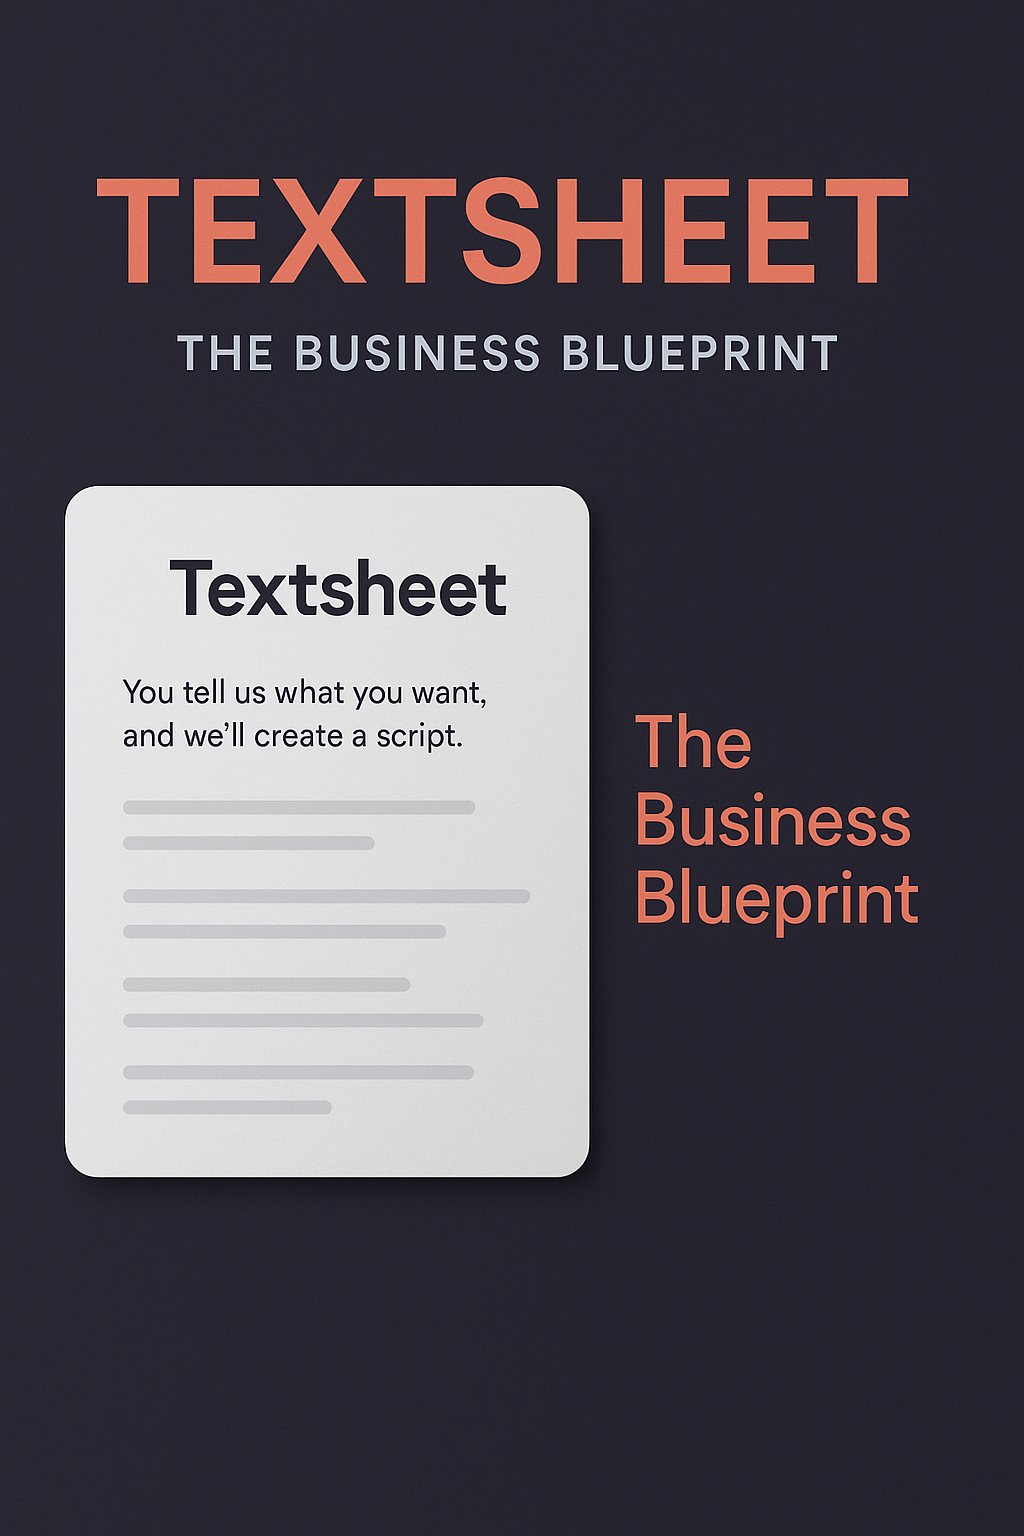 TEXTSHEET
THE BUSINESS BLUEPRINT
Textsheet
You tell us what you want,
and we’ll create a script.
The
Business
Blueprint